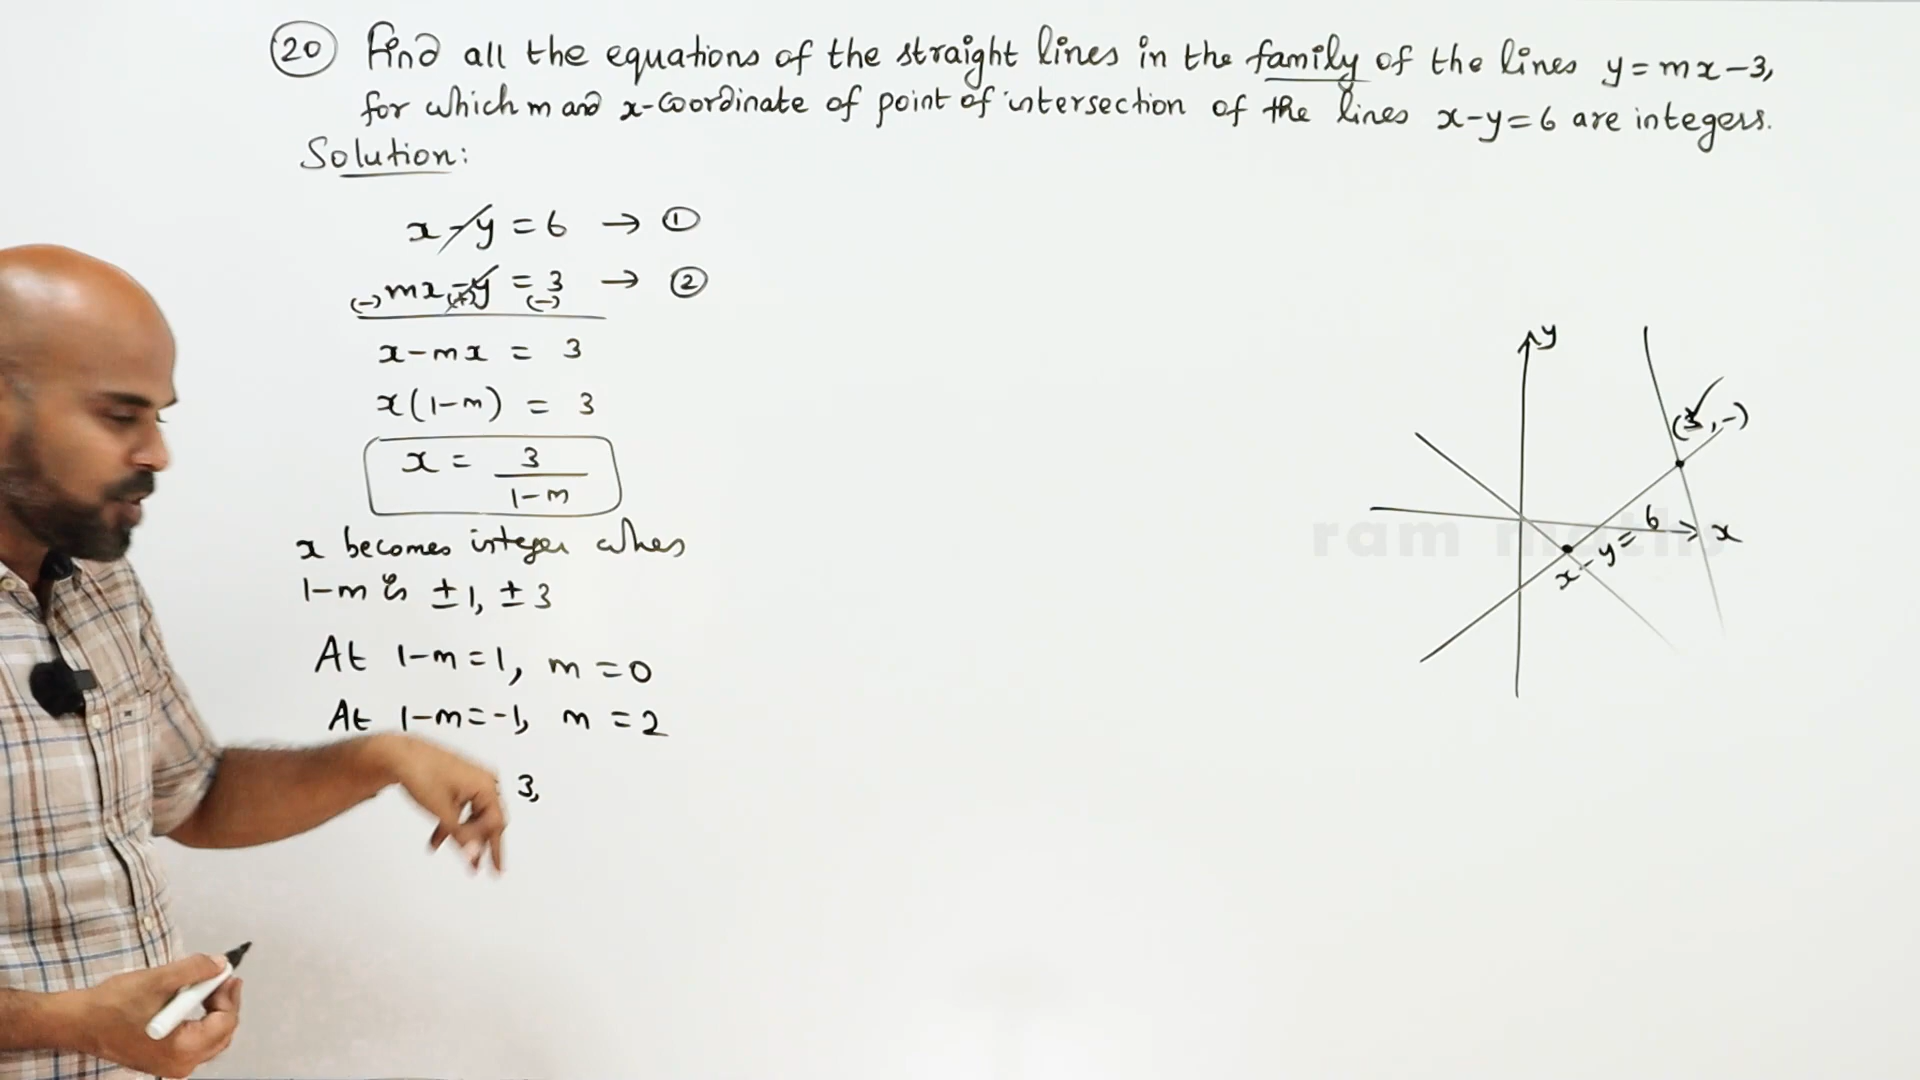 20 Find all the equations of the straight lines in the family of the lines y = mx - 3,
for which m and x-coordinate of point of intersection of the lines x - y = 6 are integers.
Solution:
x - y = 6 → ①
mx - y = 3 → ②
(-) (+) (-)
x - mx = 3
x(1-m) = 3
x = 3/(1-m)
x becomes integer when
1-m is ±1, ±3
At 1-m=1, m=0
At 1-m=-1, m=2
= 3,
y
(3, -)
x - y = 6
x
ram maths